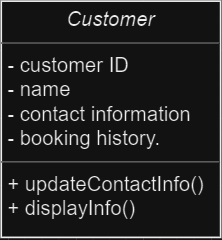 Customer
- customer ID
- name
- contact information
- booking history.
+ updateContactInfo()
+ displayInfo()